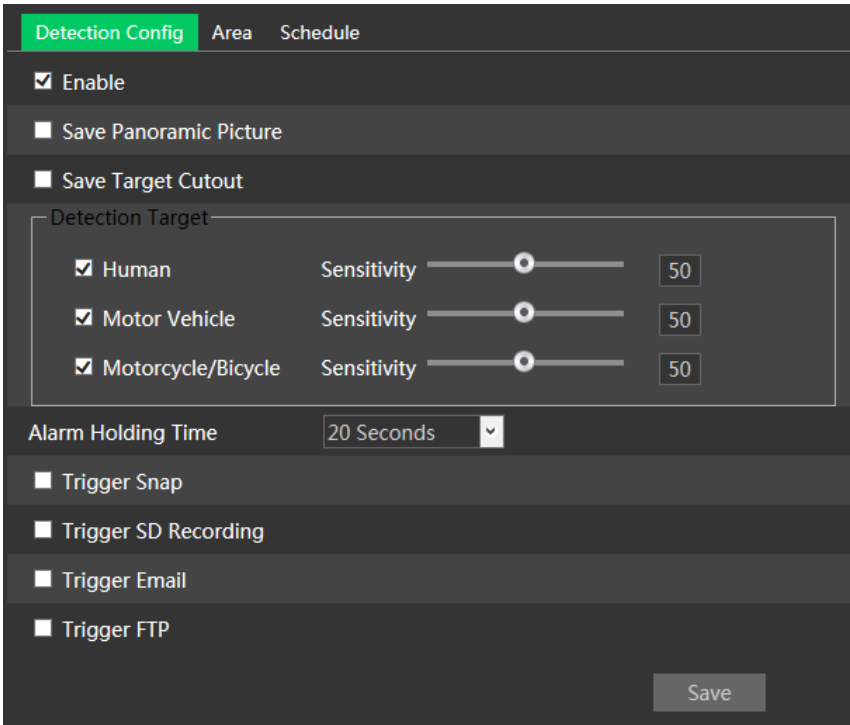 Detection Config Area Schedule
Enable
Save Panoramic Picture
Save Target Cutout
Detection Target
Human Sensitivity 50
Motor Vehicle Sensitivity 50
Motorcycle/Bicycle Sensitivity 50
Alarm Holding Time 20 Seconds
Trigger Snap
Trigger SD Recording
Trigger Email
Trigger FTP
Save